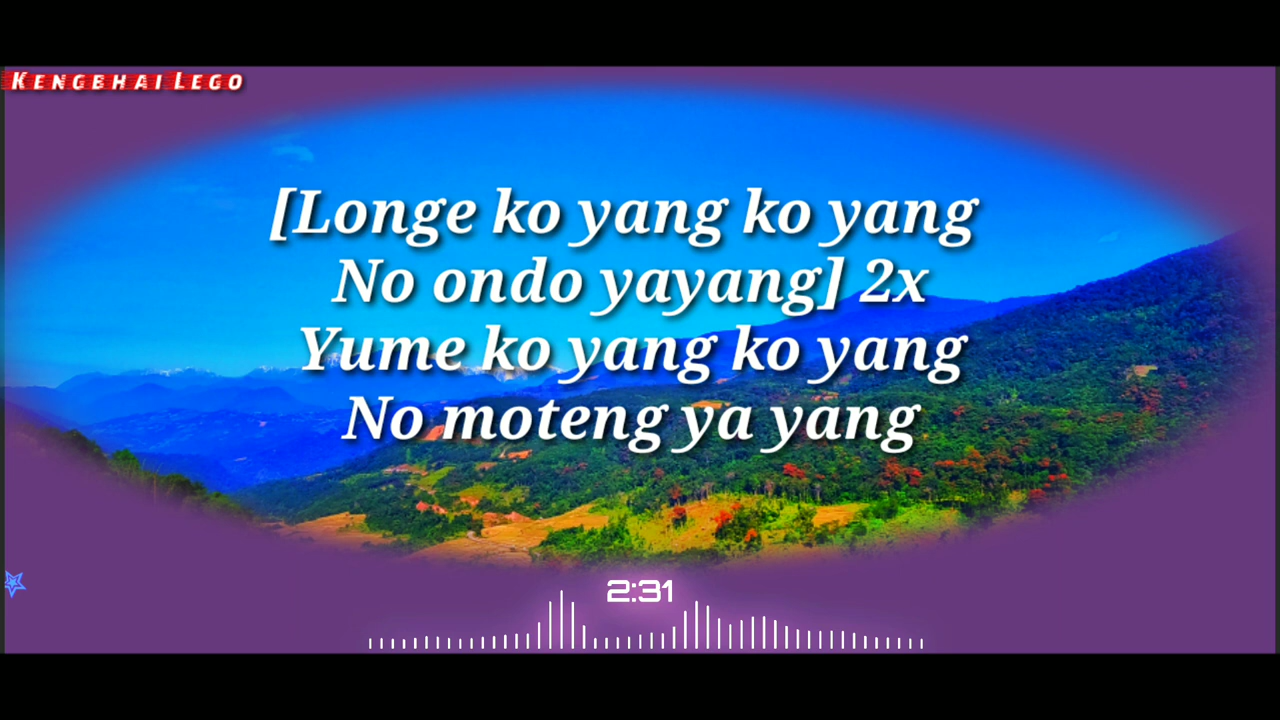 KENGBHAI LEGO
[Longe ko yang ko yang
No ondo yayang] 2x
Yume ko yang ko yang
No moteng ya yang
2:31